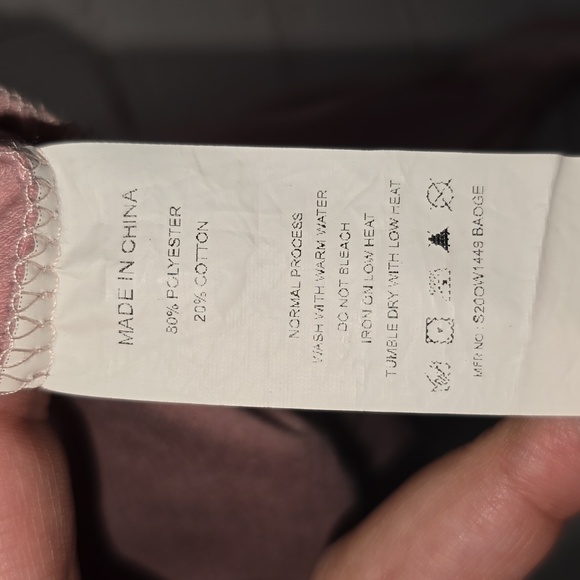 MADE IN CHINA
80% POLYESTER
20% COTTON
NORMAL PROCESS
WASH WITH WARM WATER
DO NOT BLEACH
IRON ON LOW HEAT
TUMBLE DRY WITH LOW HEAT
MFR NO : S20OW1448 BADGE